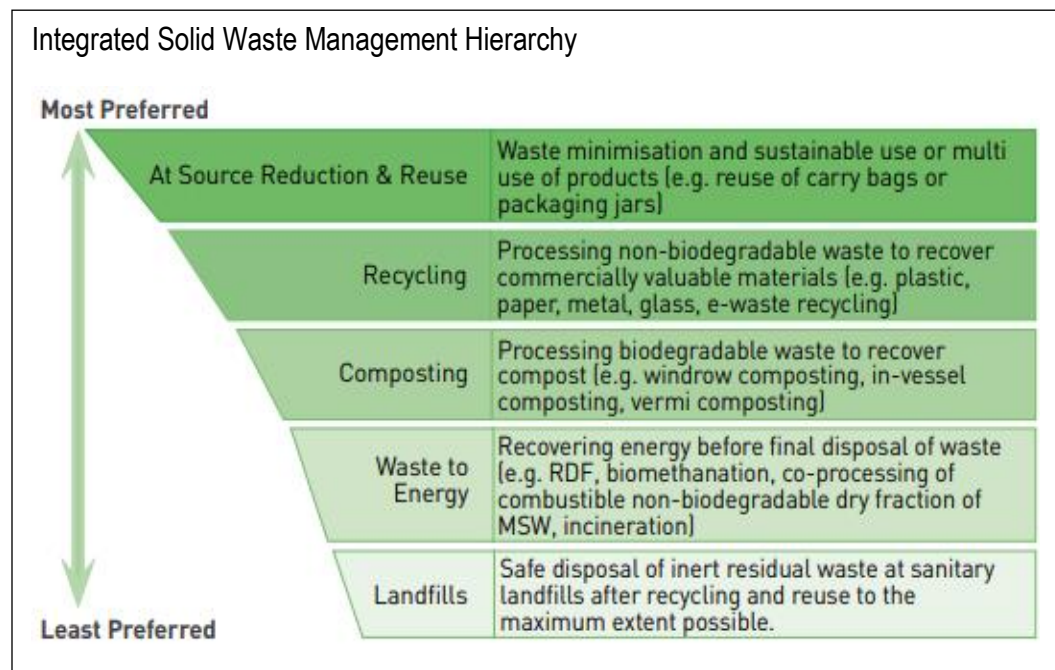 Integrated Solid Waste Management Hierarchy
Most Preferred
At Source Reduction & Reuse
Waste minimisation and sustainable use or multi
use of products (e.g. reuse of carry bags or
packaging jars)
Recycling
Processing non-biodegradable waste to recover
commercially valuable materials (e.g. plastic,
paper, metal, glass, e-waste recycling)
Composting
Processing biodegradable waste to recover
compost (e.g. windrow composting, in-vessel
composting, vermi composting)
Waste to
Energy
Recovering energy before final disposal of waste
(e.g. RDF, biomethanation, co-processing of
combustible non-biodegradable dry fraction of
MSW, incineration)
Landfills
Safe disposal of inert residual waste at sanitary
landfills after recycling and reuse to the
maximum extent possible.
Least Preferred